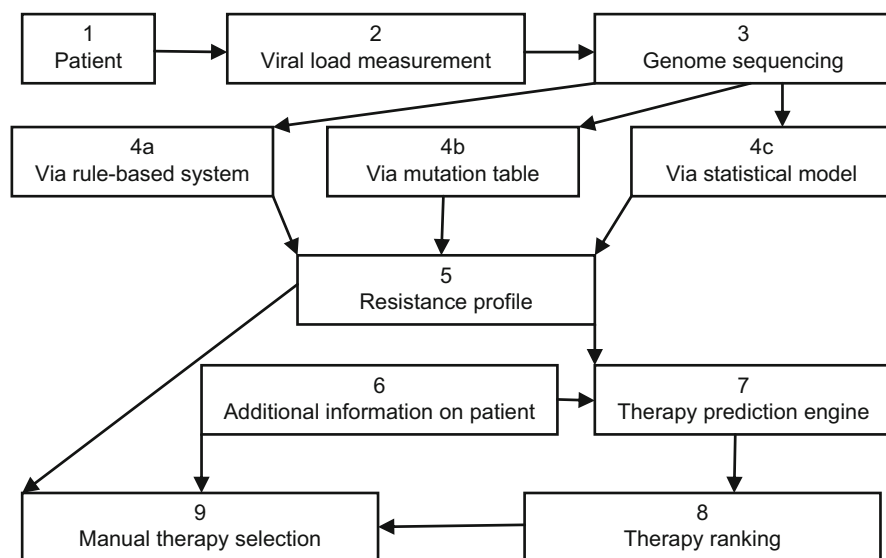 1
Patient
2
Viral load measurement
3
Genome sequencing
4a
Via rule-based system
4b
Via mutation table
4c
Via statistical model
5
Resistance profile
6
Additional information on patient
7
Therapy prediction engine
9
Manual therapy selection
8
Therapy ranking